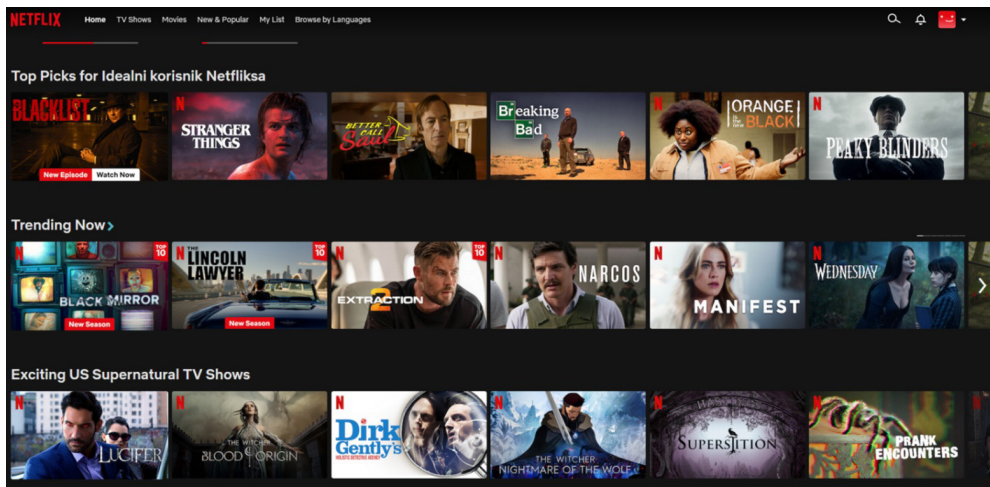 NETFLIX Home TV Shows Movies New & Popular My List Browse by Languages
Top Picks for Idealni korisnik Netfliksa
BLACKLIST
New Episode Watch Now
N
STRANGER
THINGS
BETTER
CALL
Saul
Breaking
Bad
N
ORANGE
IS THE NEW
BLACK
N
PEAKY BLINDERS
Trending Now>
N
TOP
10
BLACK MIRROR
New Season
N
THE
LINCOLN
LAWYER
TOP
10
New Season
N
TOP
10
EXTRACTION
2
N
NARCOS
N
MANIFEST
N
WEDNESDAY
Exciting US Supernatural TV Shows
N
LUCIFER
N
THE WITCHER
BLOOD ORIGIN
N
Dirk
Gently's
HOLISTIC DETECTIVE AGENCY
N
THE WITCHER
NIGHTMARE OF THE WOLF
N
SUPERSTITION
N
PRANK
ENCOUNTERS